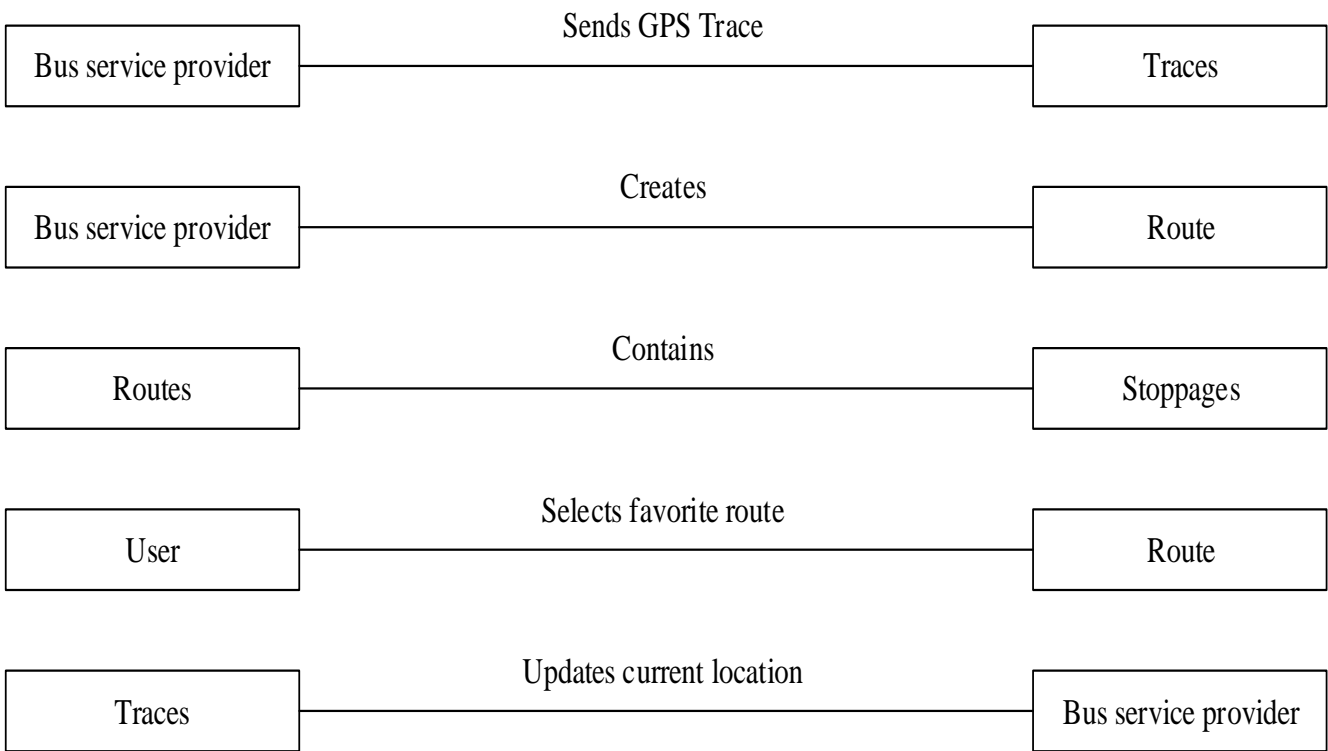 Sends GPS Trace
Bus service provider
Traces
Creates
Bus service provider
Route
Contains
Routes
Stoppages
Selects favorite route
User
Route
Updates current location
Traces
Bus service provider